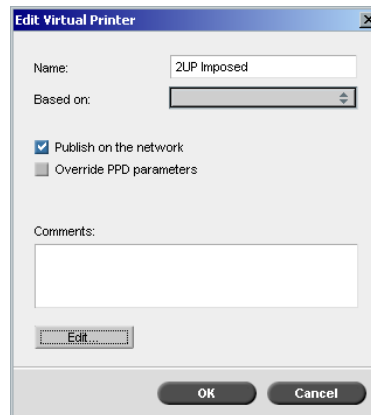 Edit Virtual Printer
Name: 2UP Imposed
Based on:
Publish on the network
Override PPD parameters
Comments:
Edit...
OK Cancel